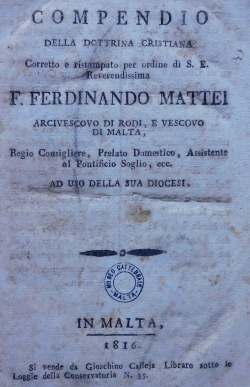 COMPENDIO
DELLA DOTTRINA CRISTIANA
Corretto e ristampato per ordine di S. E.
Reverendissima
F. FERDINANDO MATTEI
ARCIVESCOVO DI RODI, E VESCOVO
DI MALTA,
Regio Consigliere, Prelato Domestico, Assistente
al Pontificio Soglio, ecc.
AD USO DELLA SUA DIOCESI.
MUSEO CATTEDRALE
MALTA
IN MALTA,
1816.
Si vende da Gioachino Calleja Libraro sotto le
Loggie della Conservatoria N. 35.